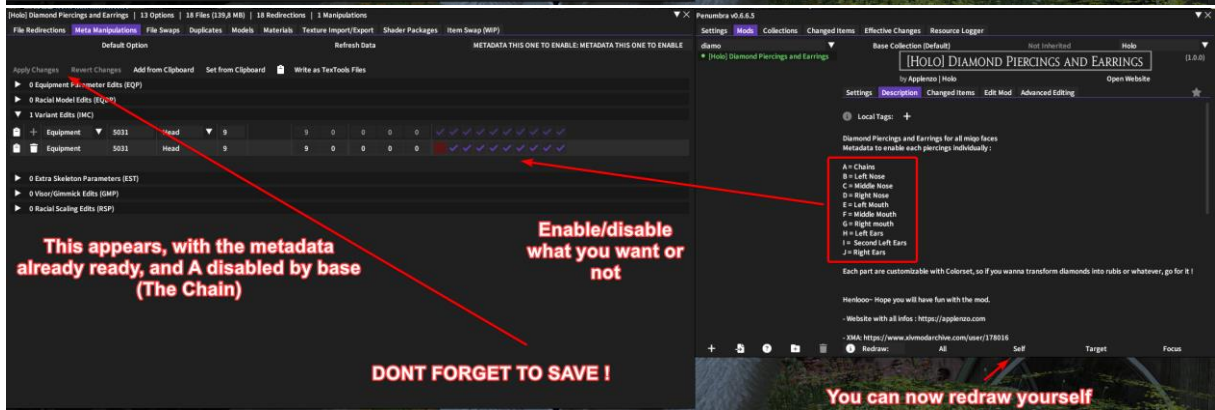 [Holo] Diamond Piercings and Earrings | 13 Options | 18 Files (139,8 MB) | 18 Redirections | 1 Manipulations
File Redirections Meta Manipulations File Swaps Duplicates Models Materials Texture Import/Export Shader Packages Item Swap (WIP)
Default Option Refresh Data METADATA THIS ONE TO ENABLE: METADATA THIS ONE TO ENABLE
Apply Changes Revert Changes Add from Clipboard Set from Clipboard Write as TexTools Files
0 Equipment Parameter Edits (EQP)
0 Racial Model Edits (EQDP)
1 Variant Edits (IMC)
Equipment 5031 Head 9 9 0 0 0 0
Equipment 5031 Head 9 9 0 0 0 0
0 Extra Skeleton Parameters (EST)
0 Visor/Gimmick Edits (GMP)
0 Racial Scaling Edits (RSP)
This appears, with the metadata
already ready, and A disabled by base
(The Chain)
Enable/disable
what you want or
not
DONT FORGET TO SAVE !
Penumbra v0.6.6.5
Settings Mods Collections Changed Items Effective Changes Resource Logger
diamo Base Collection (Default) Not Inherited Holo
[Holo] Diamond Piercings and Earrings
[HOLO] DIAMOND PIERCINGS AND EARRINGS (1.0.0)
by Applenzo | Holo Open Website
Settings Description Changed Items Edit Mod Advanced Editing
Local Tags: +
Diamond Piercings and Earrings for all miqo faces
Metadata to enable each piercings individually :
A = Chains
B = Left Nose
C = Middle Nose
D = Right Nose
E = Left Mouth
F = Middle Mouth
G = Right mouth
H = Left Ears
I = Second Left Ears
J = Right Ears
Each part are customizable with Colorset, so if you wanna transform diamonds into rubis or whatever, go for it !
Henlooo~ Hope you will have fun with the mod.
- Website with all infos : https://applenzo.com
- XMA: https://www.xivmodarchive.com/user/178016
Redraw: All Self Target Focus
You can now redraw yourself